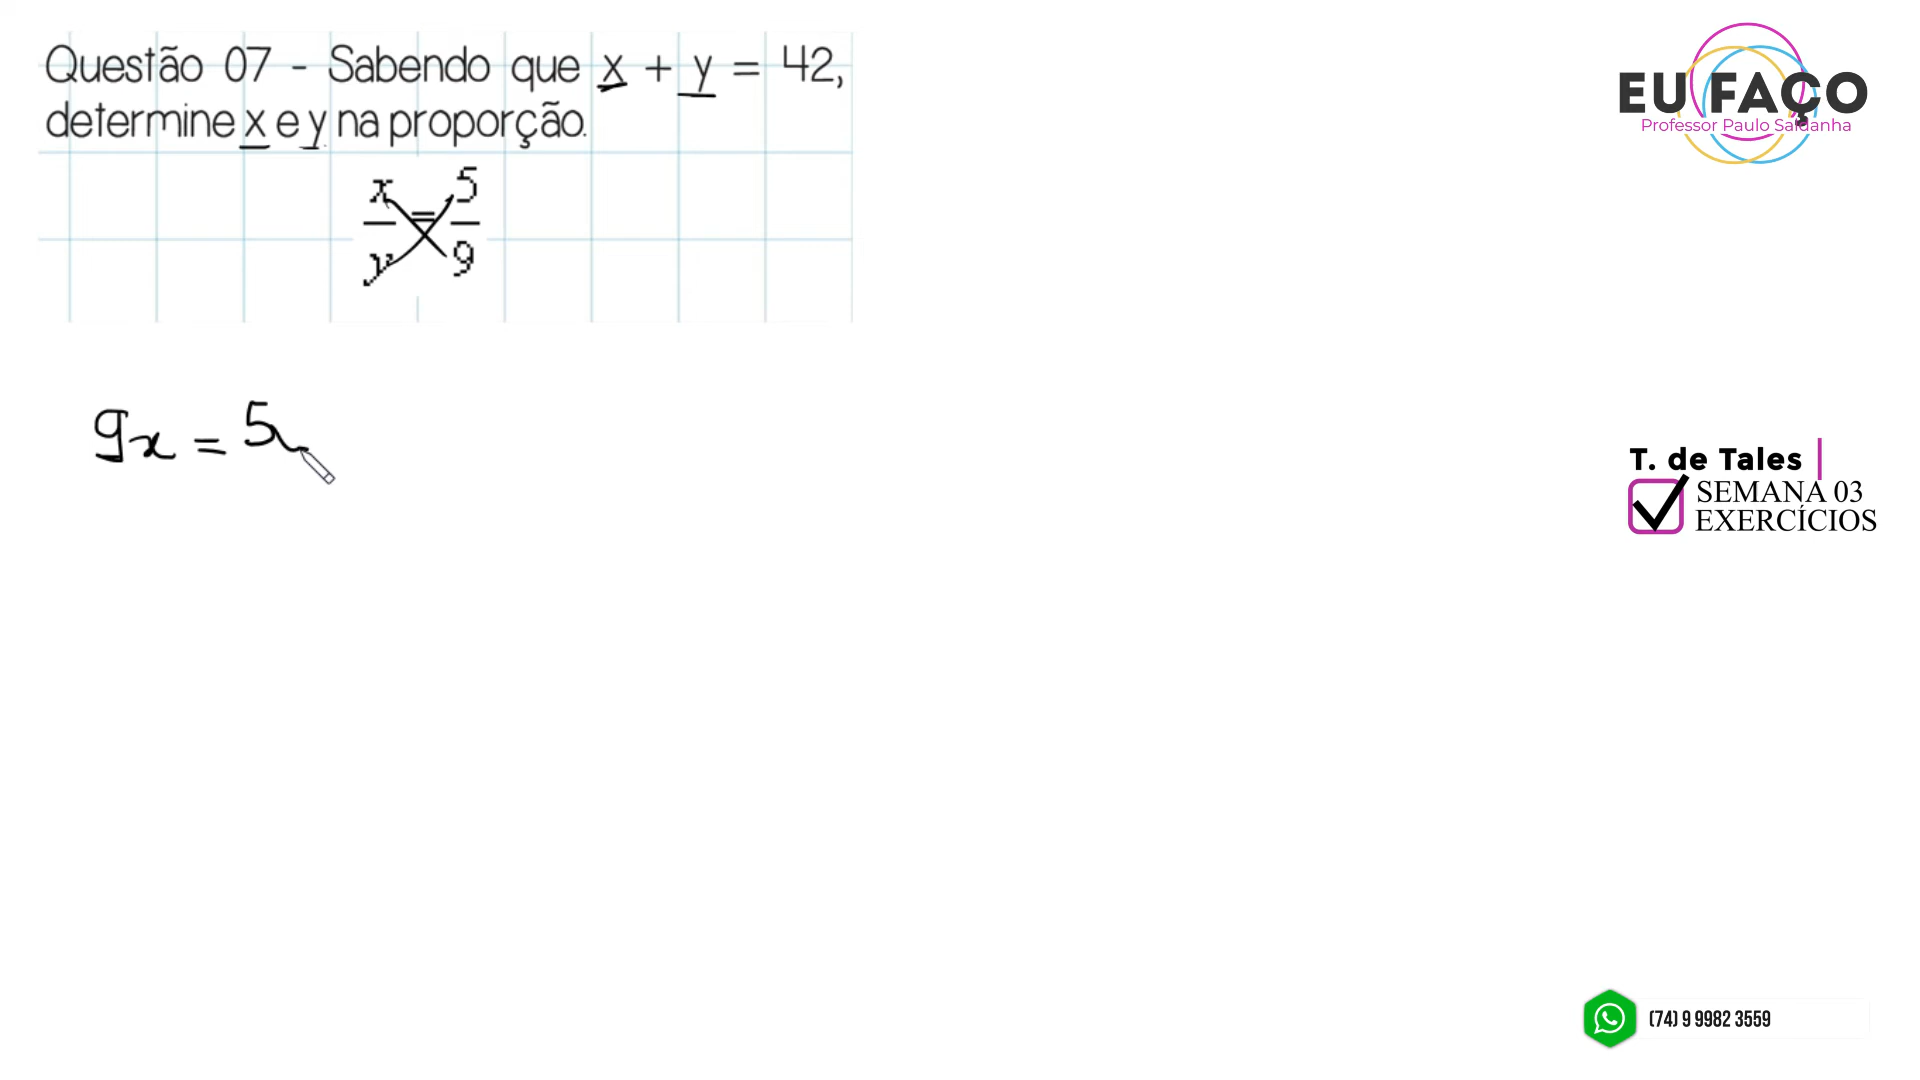 Questão 07 - Sabendo que x + y = 42,
determine x e y na proporção.
x/y = 5/9
9x = 5
EU FAÇO
Professor Paulo Saldanha
T. de Tales
SEMANA 03
EXERCÍCIOS
(74) 9 9982 3559